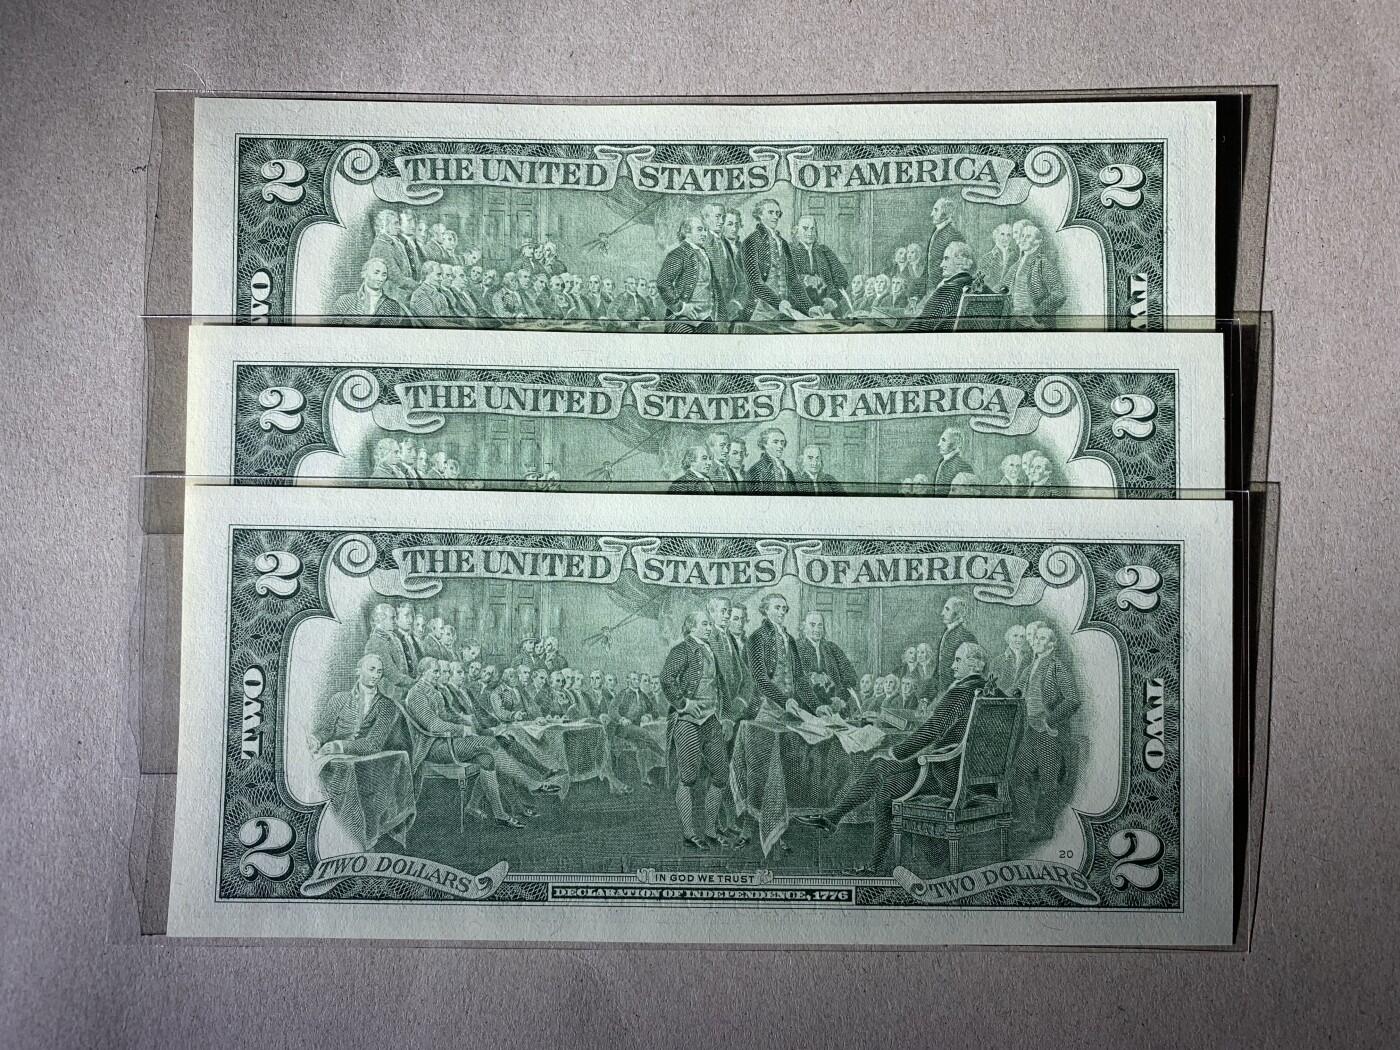 2 THE UNITED STATES OF AMERICA 2
TWO
2 THE UNITED STATES OF AMERICA 2
2 THE UNITED STATES OF AMERICA 2
TWO TWO
20
2 TWO DOLLARS IN GOD WE TRUST TWO DOLLARS 2
DECLARATION OF INDEPENDENCE, 1776